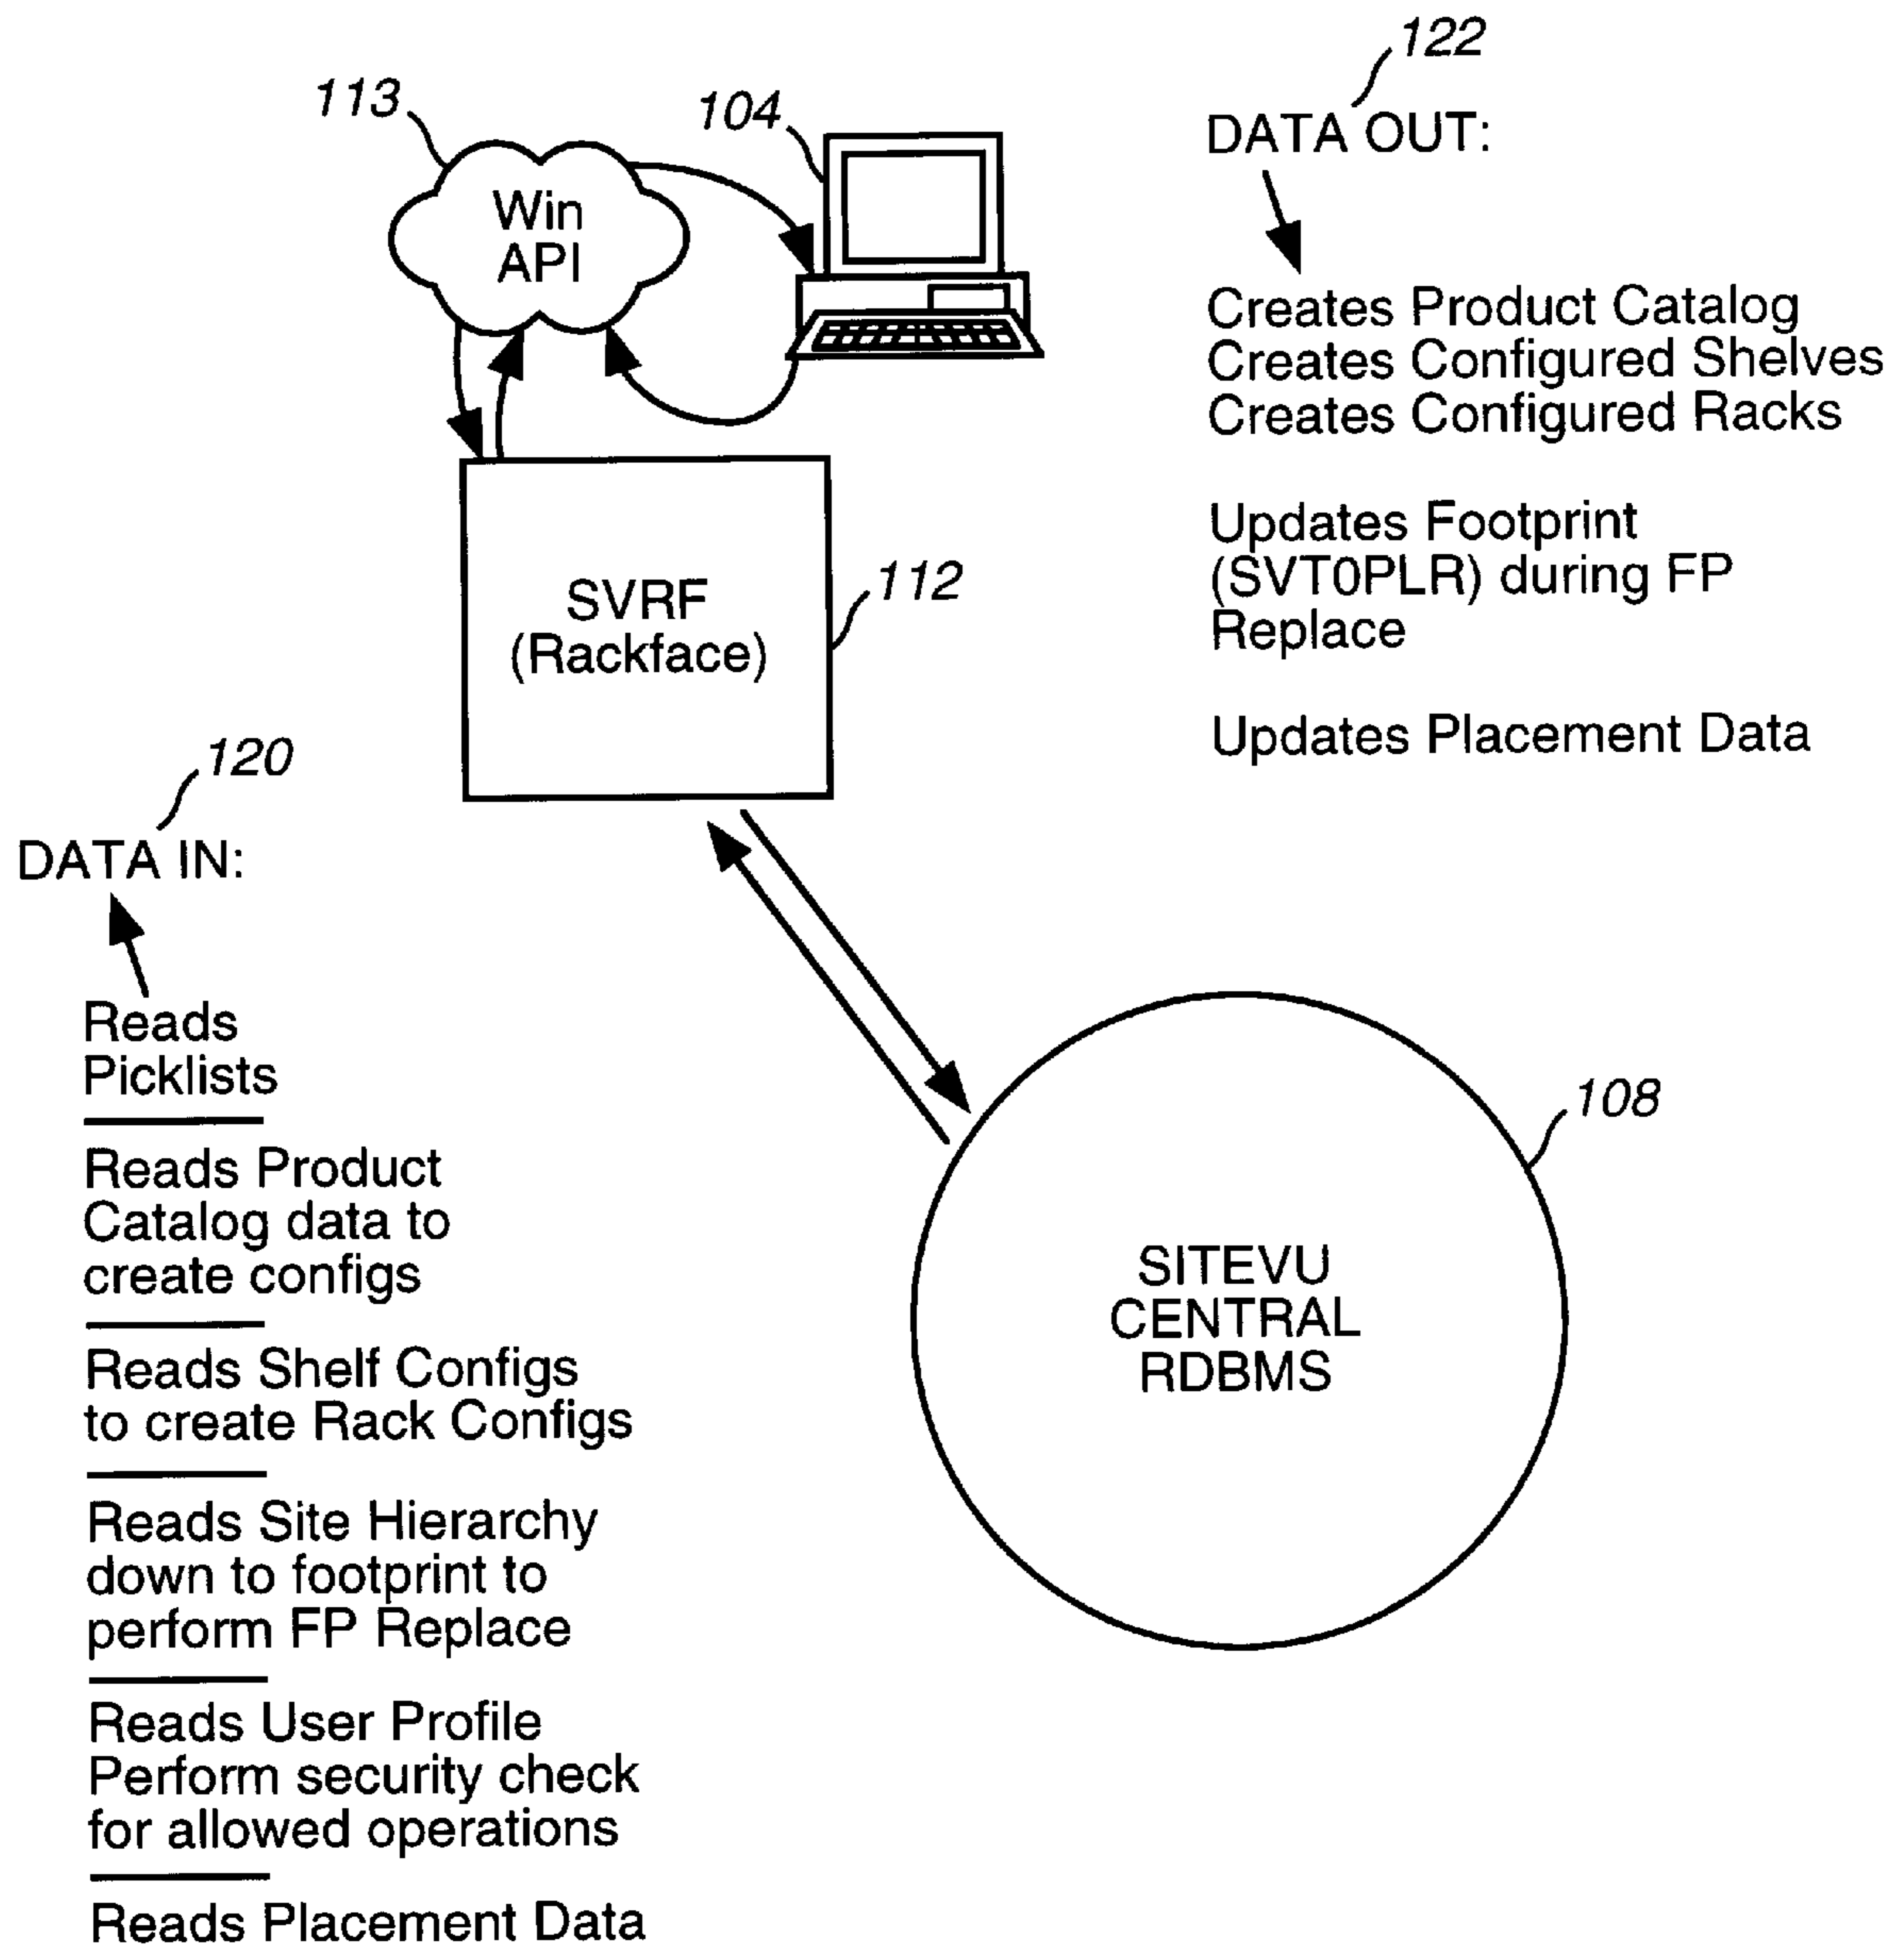 122
113
104
DATA OUT:
Win
API
Creates Product Catalog
Creates Configured Shelves
Creates Configured Racks
Updates Footprint
(SVT0PLR) during FP
Replace
SVRF
(Rackface)
112
Updates Placement Data
120
DATA IN:
Reads
Picklists
Reads Product
Catalog data to
create configs
Reads Shelf Configs
to create Rack Configs
Reads Site Hierarchy
down to footprint to
perform FP Replace
Reads User Profile
Perform security check
for allowed operations
Reads Placement Data
108
SITEVU
CENTRAL
RDBMS